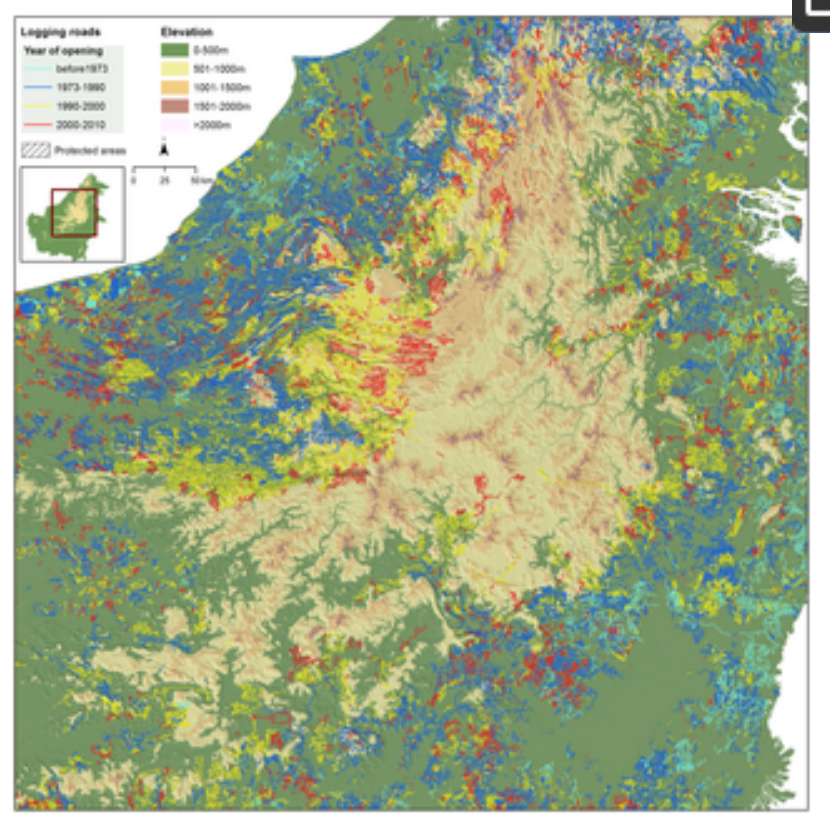 Logging roads
Year of opening
before1973
1973-1990
1990-2000
2000-2010
Protected areas
Elevation
0-500m
501-1000m
1001-1500m
1501-2000m
>2000m
0 25 50km